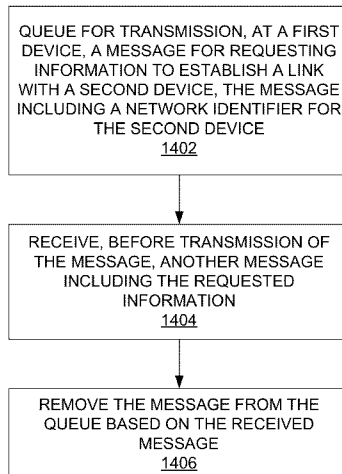 QUEUE FOR TRANSMISSION, AT A FIRST
DEVICE, A MESSAGE FOR REQUESTING
INFORMATION TO ESTABLISH A LINK
WITH A SECOND DEVICE, THE MESSAGE
INCLUDING A NETWORK IDENTIFIER FOR
THE SECOND DEVICE
1402
RECEIVE, BEFORE TRANSMISSION OF
THE MESSAGE, ANOTHER MESSAGE
INCLUDING THE REQUESTED
INFORMATION
1404
REMOVE THE MESSAGE FROM THE
QUEUE BASED ON THE RECEIVED
MESSAGE
1406